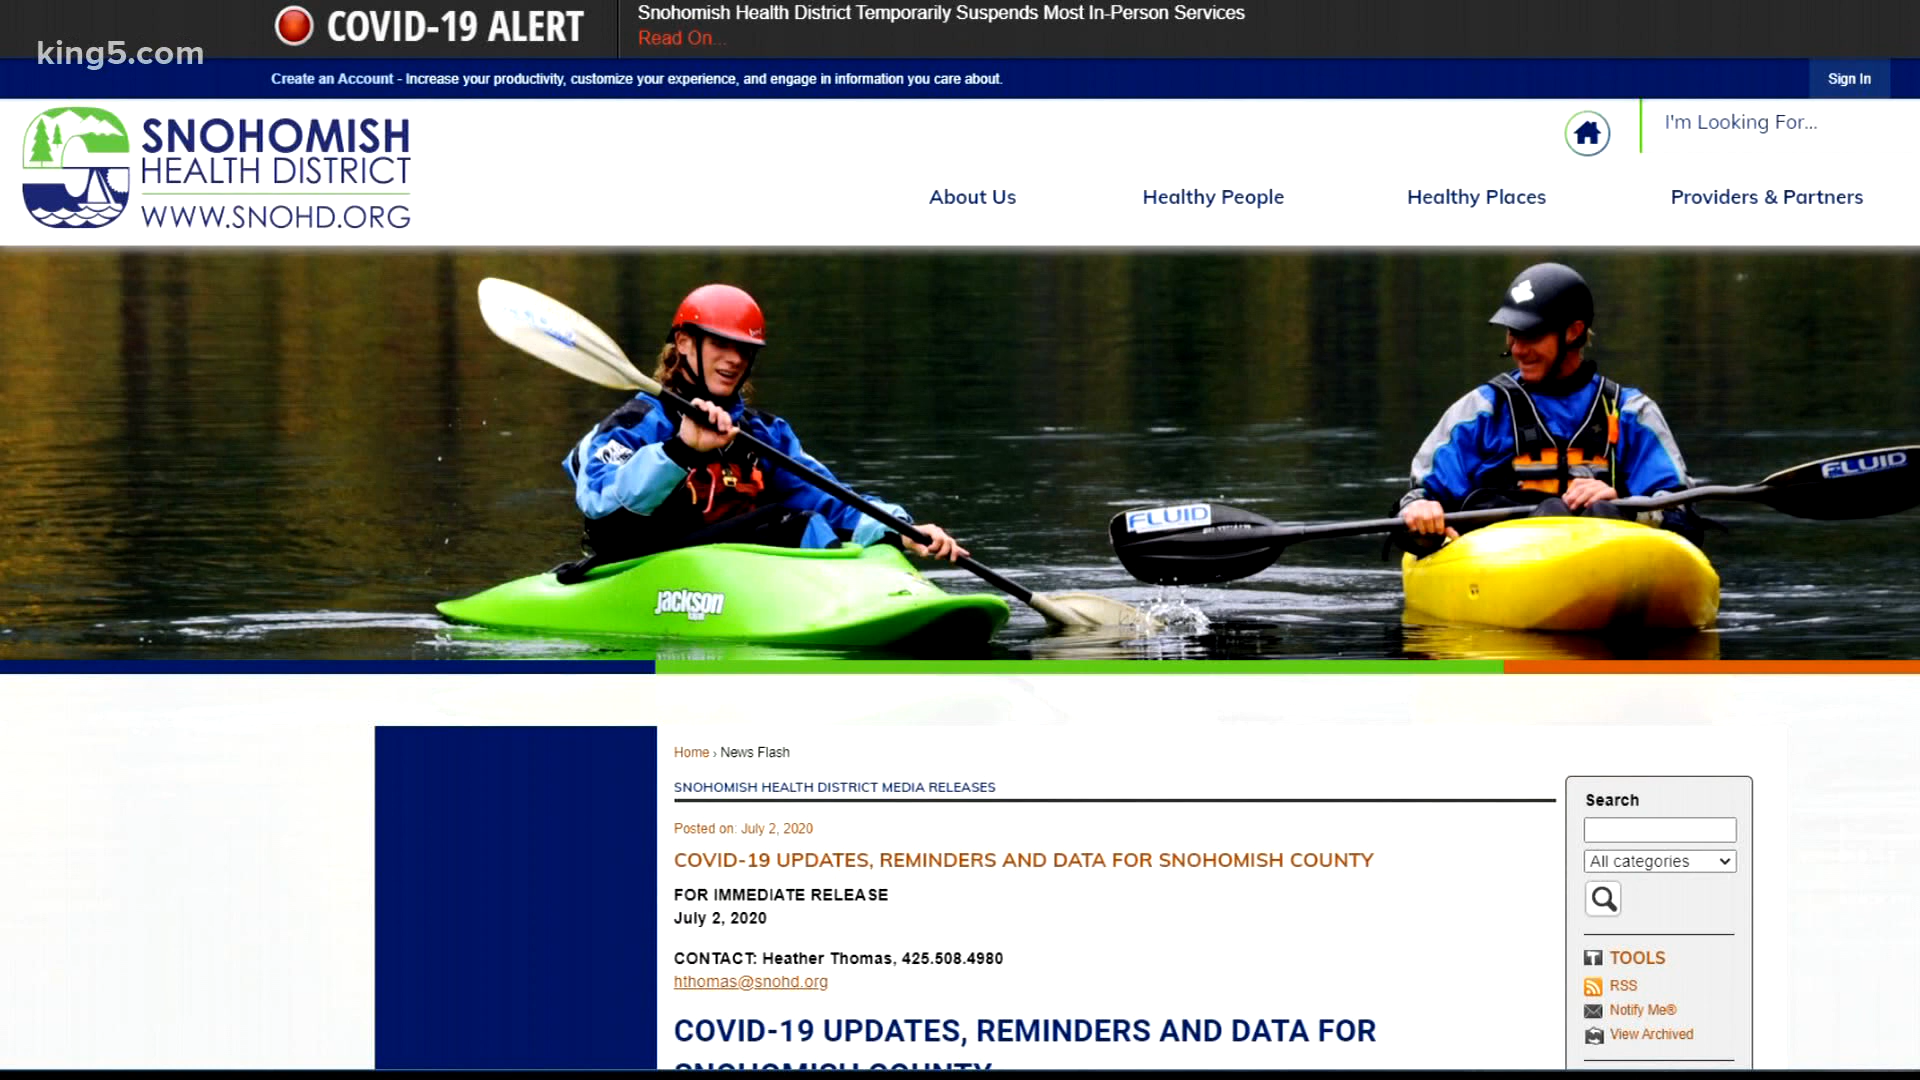 COVID-19 ALERT
Snohomish Health District Temporarily Suspends Most In-Person Services
Read On...
king5.com
Create an Account - Increase your productivity, customize your experience, and engage in information you care about.
Sign In
SNOHOMISH
HEALTH DISTRICT
WWW.SNOHD.ORG
I'm Looking For...
About Us
Healthy People
Healthy Places
Providers & Partners
FLUID
FLUID
jackson
Home › News Flash
SNOHOMISH HEALTH DISTRICT MEDIA RELEASES
Posted on: July 2, 2020
COVID-19 UPDATES, REMINDERS AND DATA FOR SNOHOMISH COUNTY
FOR IMMEDIATE RELEASE
July 2, 2020
CONTACT: Heather Thomas, 425.508.4980
hthomas@snohd.org
COVID-19 UPDATES, REMINDERS AND DATA FOR
SNOHOMISH COUNTY
Search
All categories
TOOLS
RSS
Notify Me®
View Archived